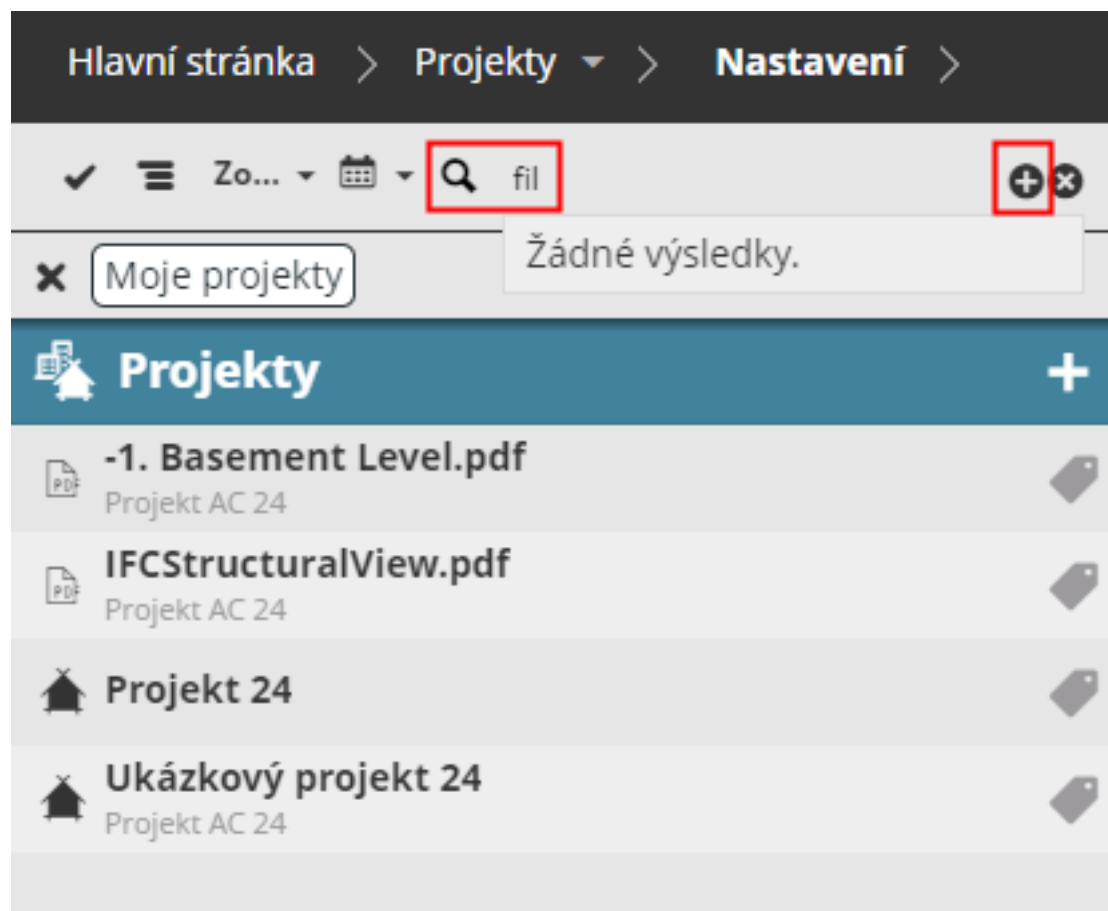 Hlavní stránka > Projekty > Nastavení >
Zo... fil
Žádné výsledky.
Moje projekty
Projekty
-1. Basement Level.pdf
Projekt AC 24
IFCStructuralView.pdf
Projekt AC 24
Projekt 24
Ukázkový projekt 24
Projekt AC 24